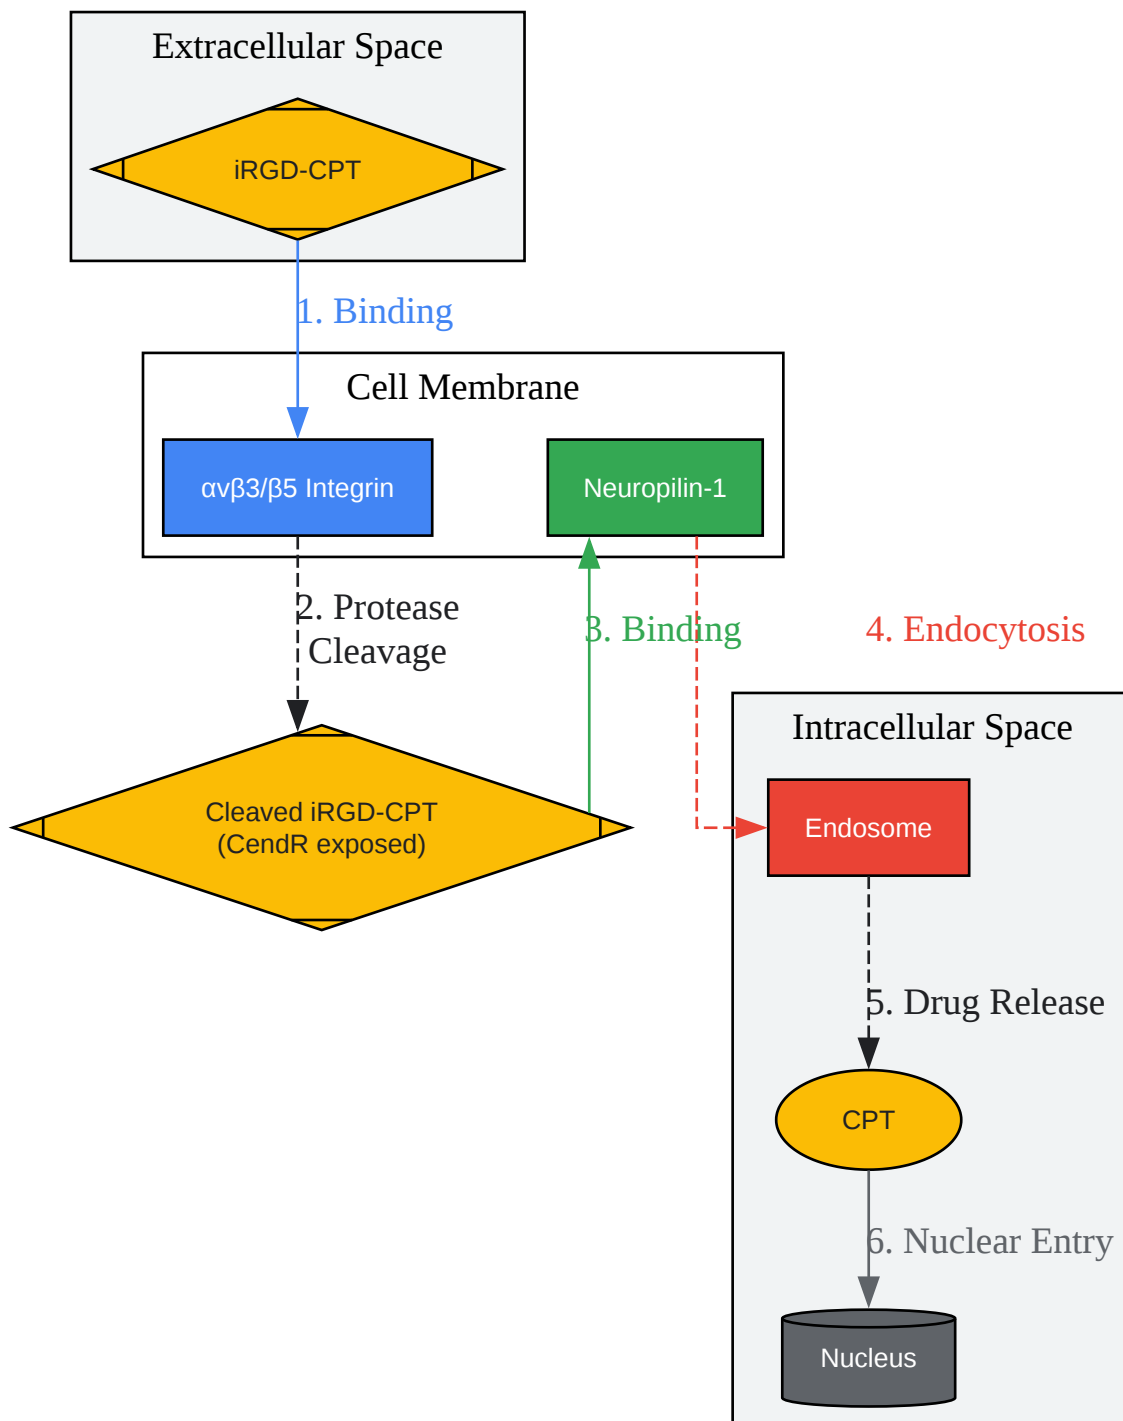 Extracellular Space
iRGD-CPT
1. Binding
Cell Membrane
αvβ3/β5 Integrin
Neuropilin-1
2. Protease
Cleavage
3. Binding
4. Endocytosis
Intracellular Space
Cleaved iRGD-CPT
(CendR exposed)
Endosome
5. Drug Release
CPT
6. Nuclear Entry
Nucleus